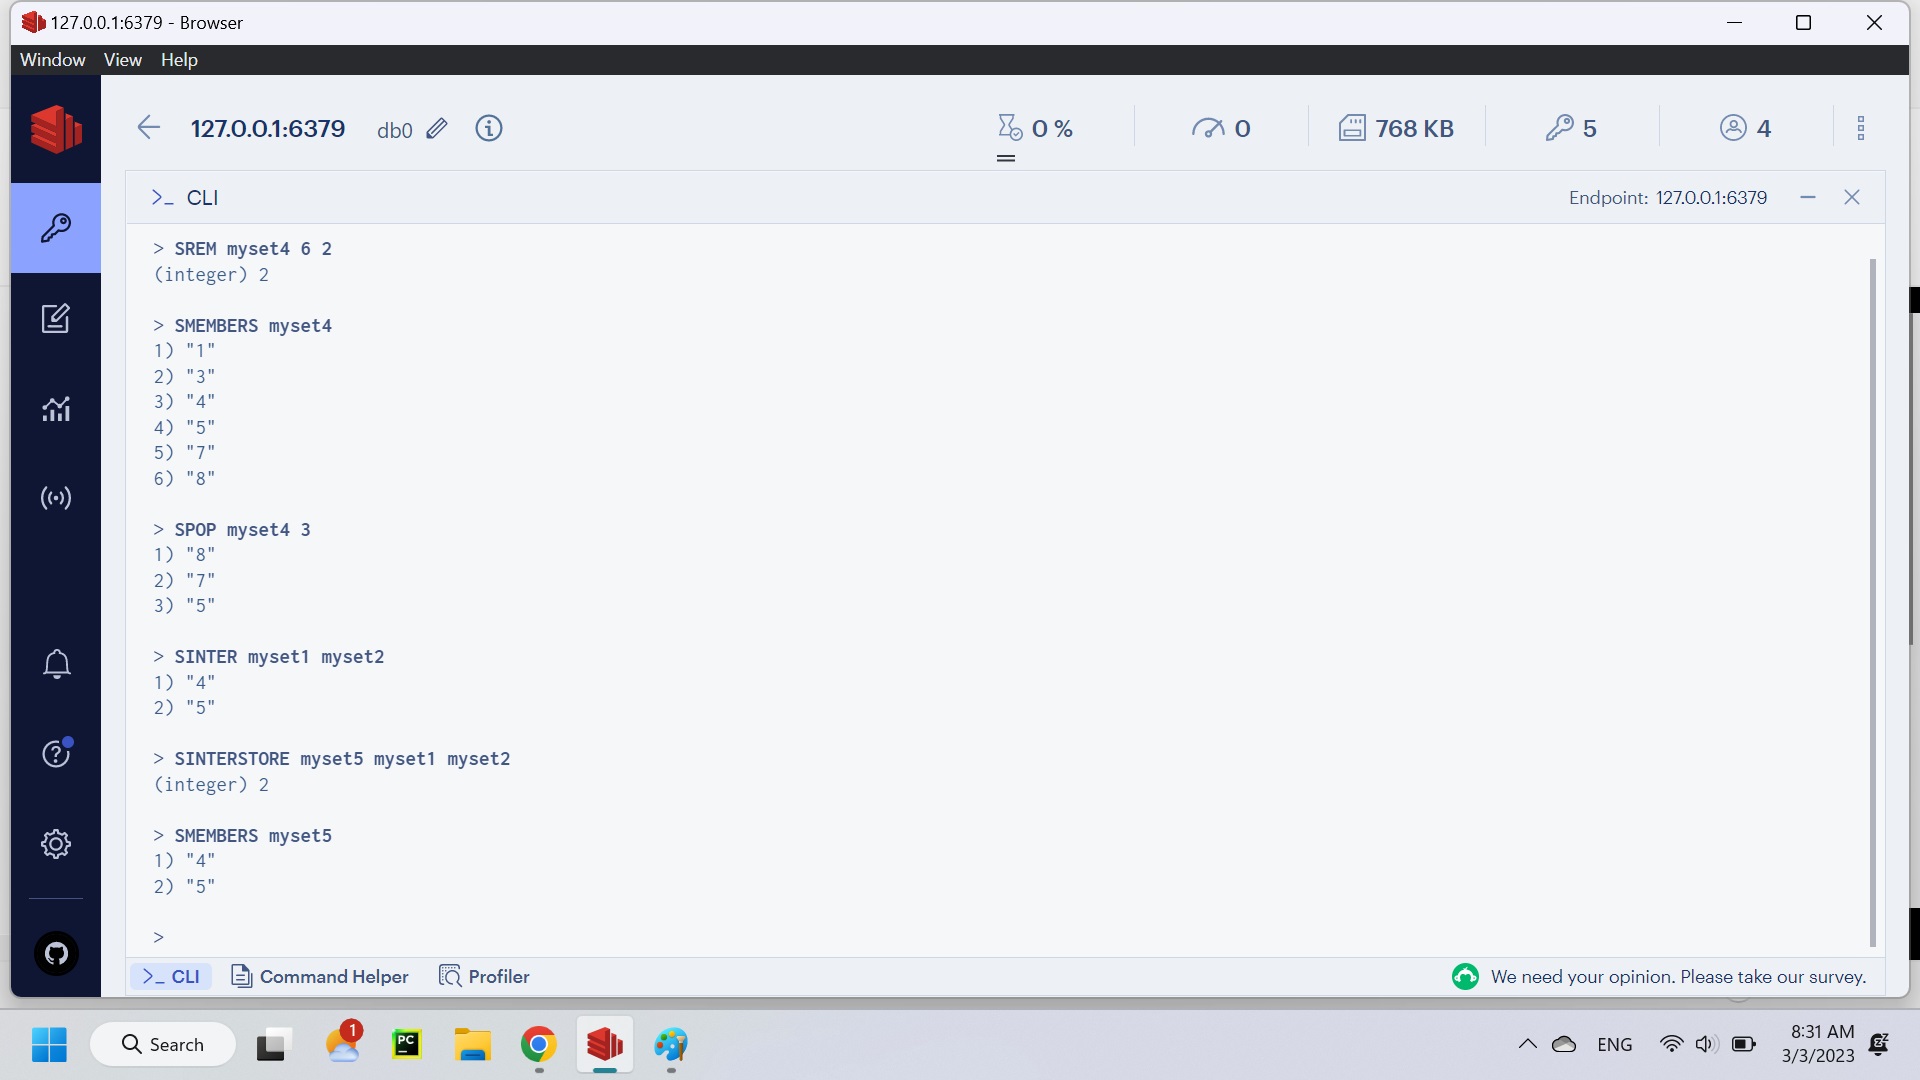 127.0.0.1:6379 - Browser
Window View Help
127.0.0.1:6379 db0 0 % 0 768 KB 5 4
>_ CLI Endpoint: 127.0.0.1:6379
> SREM myset4 6 2
(integer) 2
> SMEMBERS myset4
1) "1"
2) "3"
3) "4"
4) "5"
5) "7"
6) "8"
> SPOP myset4 3
1) "8"
2) "7"
3) "5"
> SINTER myset1 myset2
1) "4"
2) "5"
> SINTERSTORE myset5 myset1 myset2
(integer) 2
> SMEMBERS myset5
1) "4"
2) "5"
>
>_ CLI Command Helper Profiler We need your opinion. Please take our survey.
Search 1 PC ENG 8:31 AM
3/3/2023